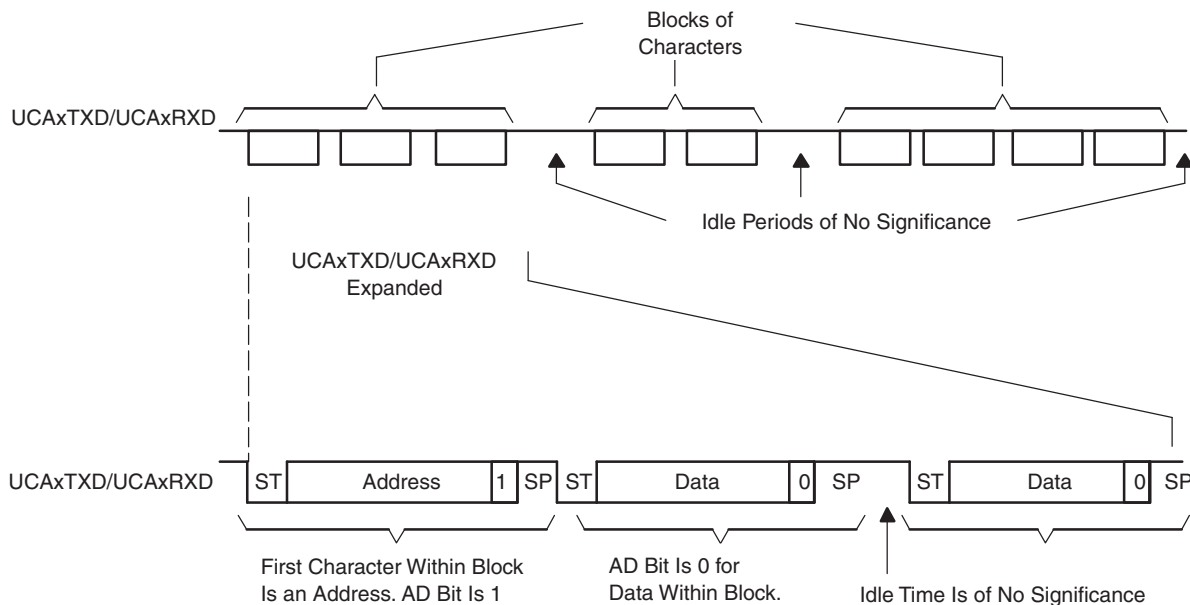 Blocks of
Characters
UCAxTXD/UCAxRXD
Idle Periods of No Significance
UCAxTXD/UCAxRXD
Expanded
UCAxTXD/UCAxRXD
ST Address 1 SP ST Data 0 SP ST Data 0 SP
First Character Within Block
Is an Address. AD Bit Is 1
AD Bit Is 0 for
Data Within Block.
Idle Time Is of No Significance